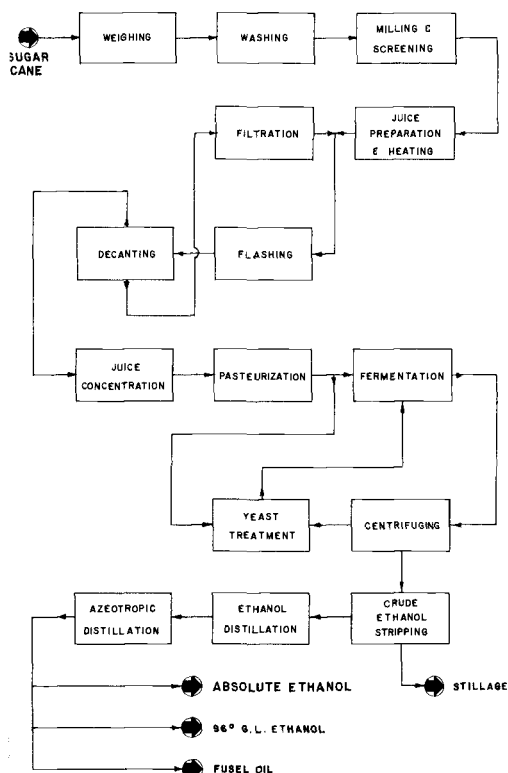 SUGAR
CANE
WEIGHING
WASHING
MILLING &
SCREENING
FILTRATION
JUICE
PREPARATION
& HEATING
DECANTING
FLASHING
JUICE
CONCENTRATION
PASTEURIZATION
FERMENTATION
YEAST
TREATMENT
CENTRIFUGING
AZEOTROPIC
DISTILLATION
ETHANOL
DISTILLATION
CRUDE
ETHANOL
STRIPPING
ABSOLUTE ETHANOL
STILLAGE
96° G.L. ETHANOL
FUSEL OIL